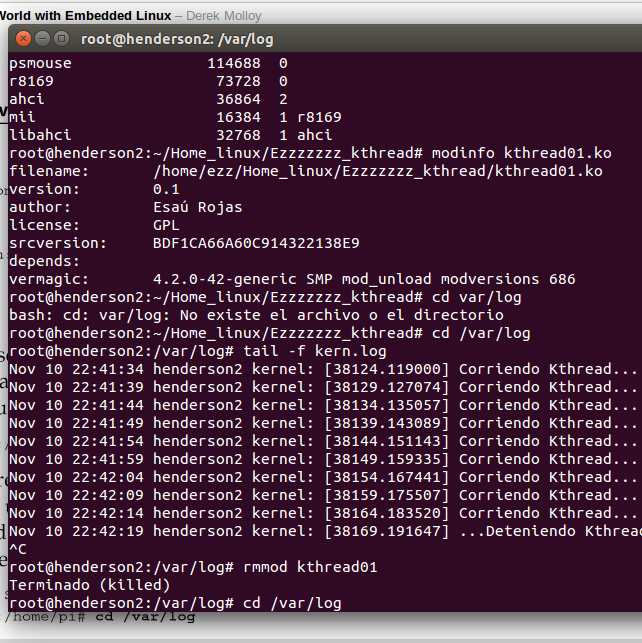 World with Embedded Linux – Derek Molloy
root@henderson2: /var/log
psmouse 114688 0
r8169 73728 0
ahci 36864 2
mii 16384 1 r8169
libahci 32768 1 ahci
root@henderson2:~/Home_linux/Ezzzzzzz_kthread# modinfo kthread01.ko
filename: /home/ezz/Home_linux/Ezzzzzzz_kthread/kthread01.ko
version: 0.1
author: Esaú Rojas
license: GPL
srcversion: BDF1CA66A60C914322138E9
depends:
vermagic: 4.2.0-42-generic SMP mod_unload modversions 686
root@henderson2:~/Home_linux/Ezzzzzzz_kthread# cd var/log
bash: cd: var/log: No existe el archivo o el directorio
root@henderson2:~/Home_linux/Ezzzzzzz_kthread# cd /var/log
root@henderson2:/var/log# tail -f kern.log
Nov 10 22:41:34 henderson2 kernel: [38124.119000] Corriendo Kthread...
Nov 10 22:41:39 henderson2 kernel: [38129.127074] Corriendo Kthread...
Nov 10 22:41:44 henderson2 kernel: [38134.135057] Corriendo Kthread...
Nov 10 22:41:49 henderson2 kernel: [38139.143089] Corriendo Kthread...
Nov 10 22:41:54 henderson2 kernel: [38144.151143] Corriendo Kthread...
Nov 10 22:41:59 henderson2 kernel: [38149.159335] Corriendo Kthread...
Nov 10 22:42:04 henderson2 kernel: [38154.167441] Corriendo Kthread...
Nov 10 22:42:09 henderson2 kernel: [38159.175507] Corriendo Kthread...
Nov 10 22:42:14 henderson2 kernel: [38164.183520] Corriendo Kthread...
Nov 10 22:42:19 henderson2 kernel: [38169.191647] ...Deteniendo Kthread
^C
root@henderson2:/var/log# rmmod kthread01
Terminado (killed)
root@henderson2:/var/log# cd /var/log
:/home/pi# cd /var/log